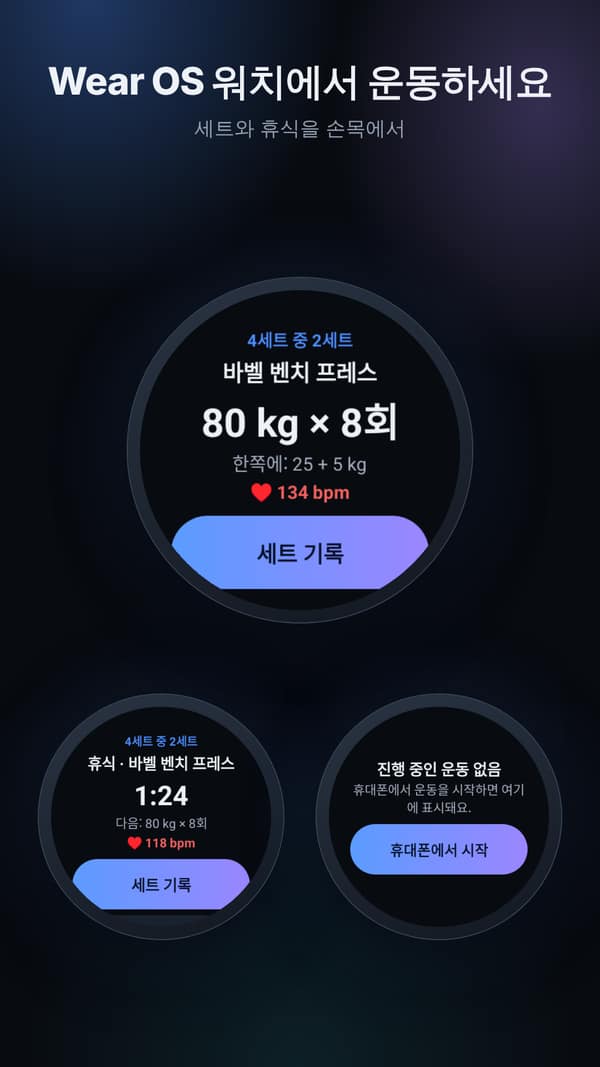 Wear OS 워치에서 운동하세요
세트와 휴식을 손목에서
4세트 중 2세트
바벨 벤치 프레스
80 kg × 8회
한쪽에: 25 + 5 kg
134 bpm
세트 기록
4세트 중 2세트
휴식 · 바벨 벤치 프레스
1:24
다음: 80 kg × 8회
118 bpm
세트 기록
진행 중인 운동 없음
휴대폰에서 운동을 시작하면 여기
에 표시돼요.
휴대폰에서 시작